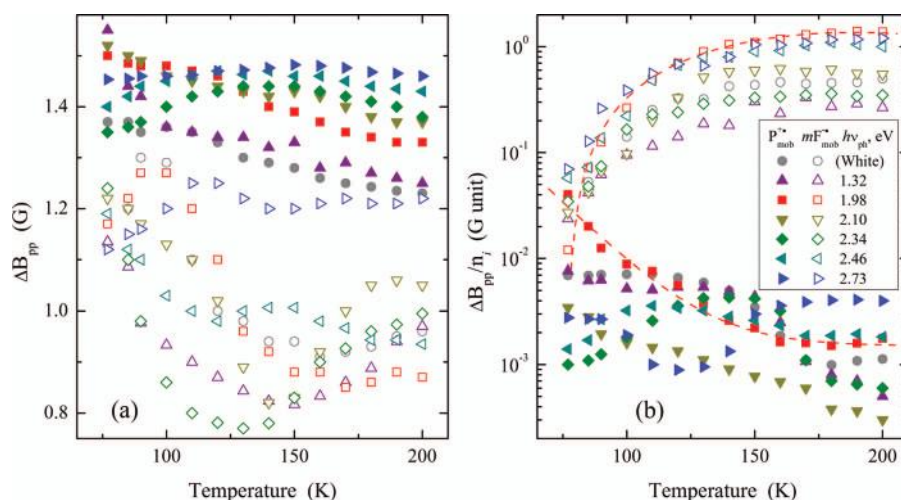 ΔB_pp (G)
1.4
1.2
1.0
0.8
100
150
200
Temperature (K)
(a)
ΔB_pp/n_i (G unit)
10^0
10^-1
10^-2
10^-3
100
150
200
Temperature (K)
(b)
P^+•_mob mF^-•_mob hν_ph, eV
(White)
1.32
1.98
2.10
2.34
2.46
2.73